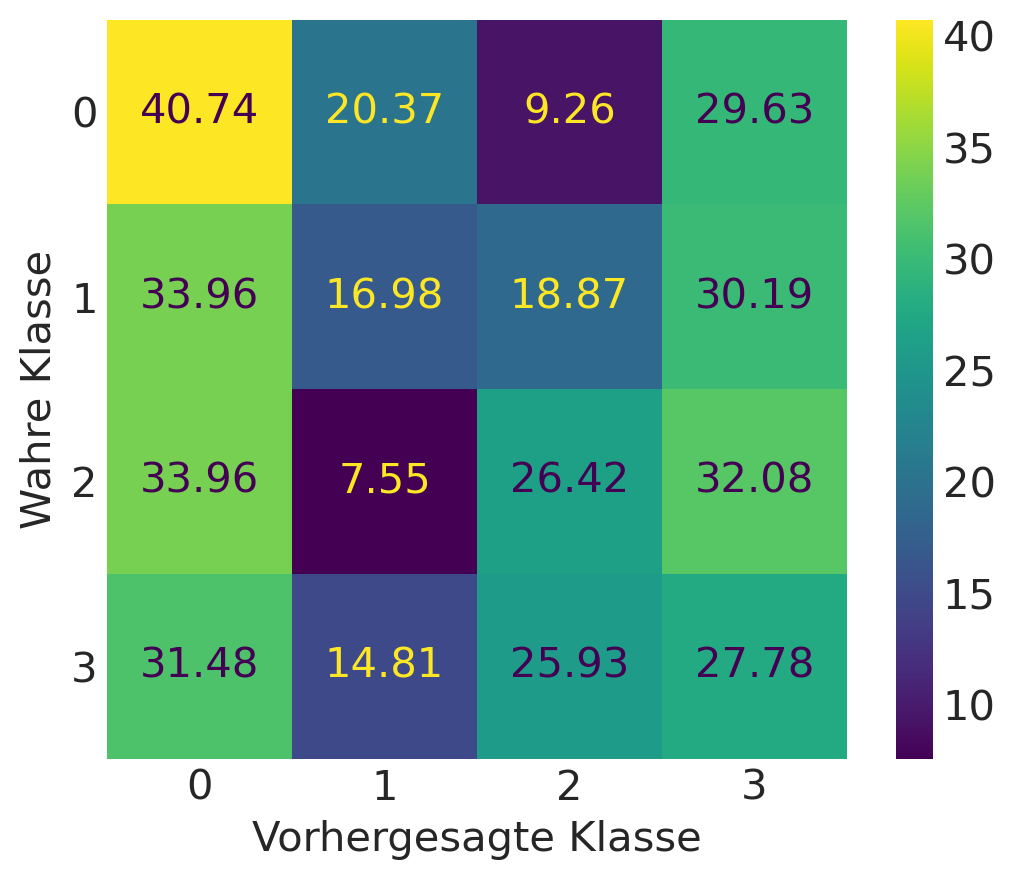 0 40.74 20.37 9.26 29.63
1 33.96 16.98 18.87 30.19
2 33.96 7.55 26.42 32.08
3 31.48 14.81 25.93 27.78
0 1 2 3
Vorhergesagte Klasse
Wahre Klasse
40
35
30
25
20
15
10